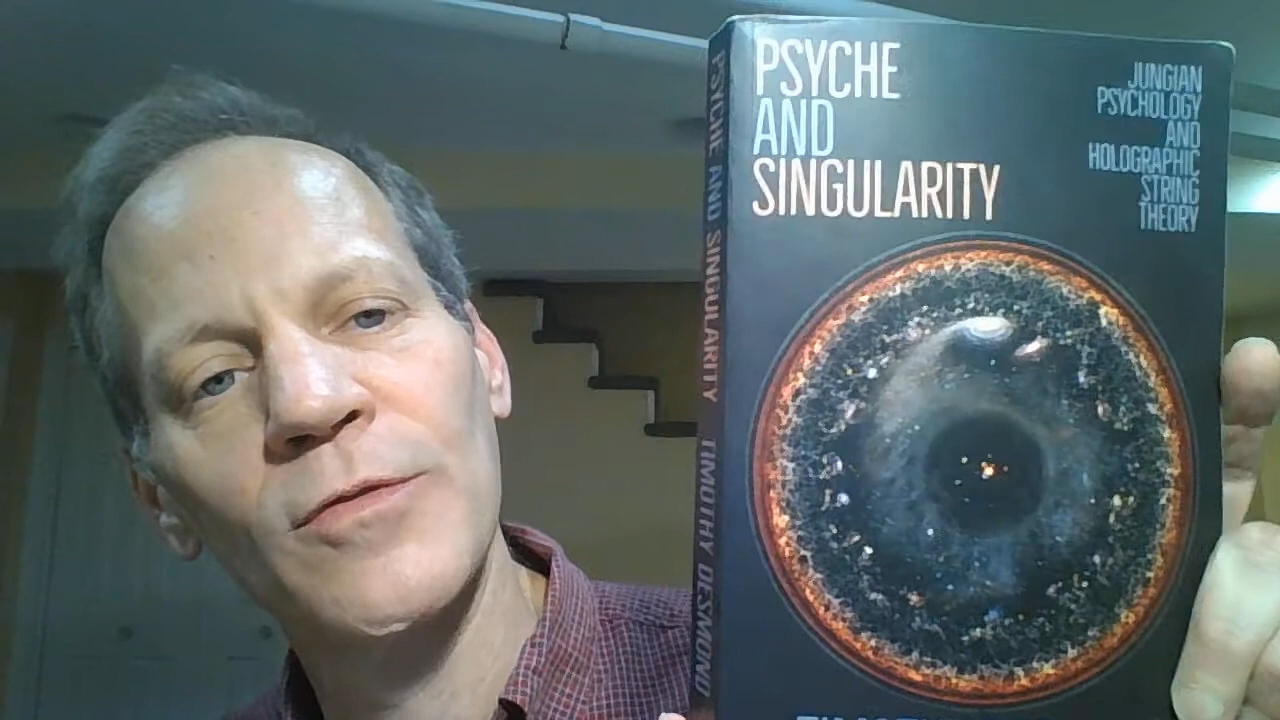 PSYCHE
AND
SINGULARITY
JUNGIAN
PSYCHOLOGY
AND
HOLOGRAPHIC
STRING
THEORY
PSYCHE AND SINGULARITY TIMOTHY DESMOND